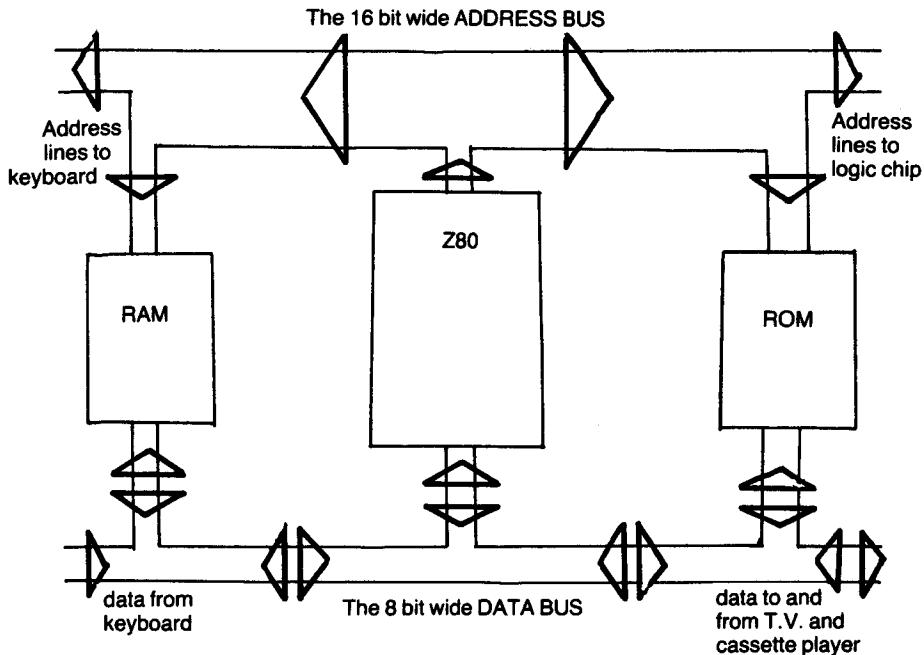 The 16 bit wide ADDRESS BUS
Address
lines to
keyboard
Address
lines to
logic chip
Z80
RAM
ROM
data from
keyboard
The 8 bit wide DATA BUS
data to and
from T.V. and
cassette player